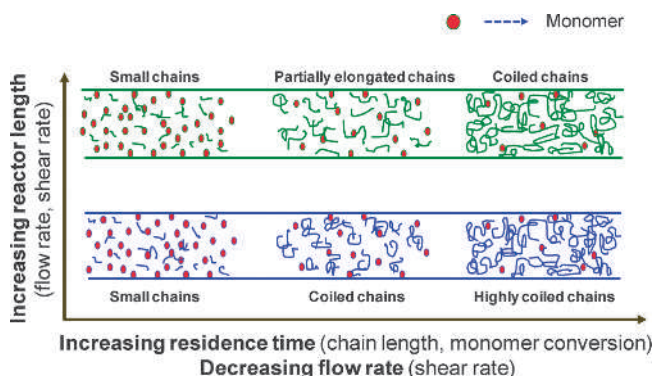 Monomer
Small chains
Partially elongated chains
Coiled chains
Increasing reactor length
(flow rate, shear rate)
Small chains
Coiled chains
Highly coiled chains
Increasing residence time (chain length, monomer conversion)
Decreasing flow rate (shear rate)